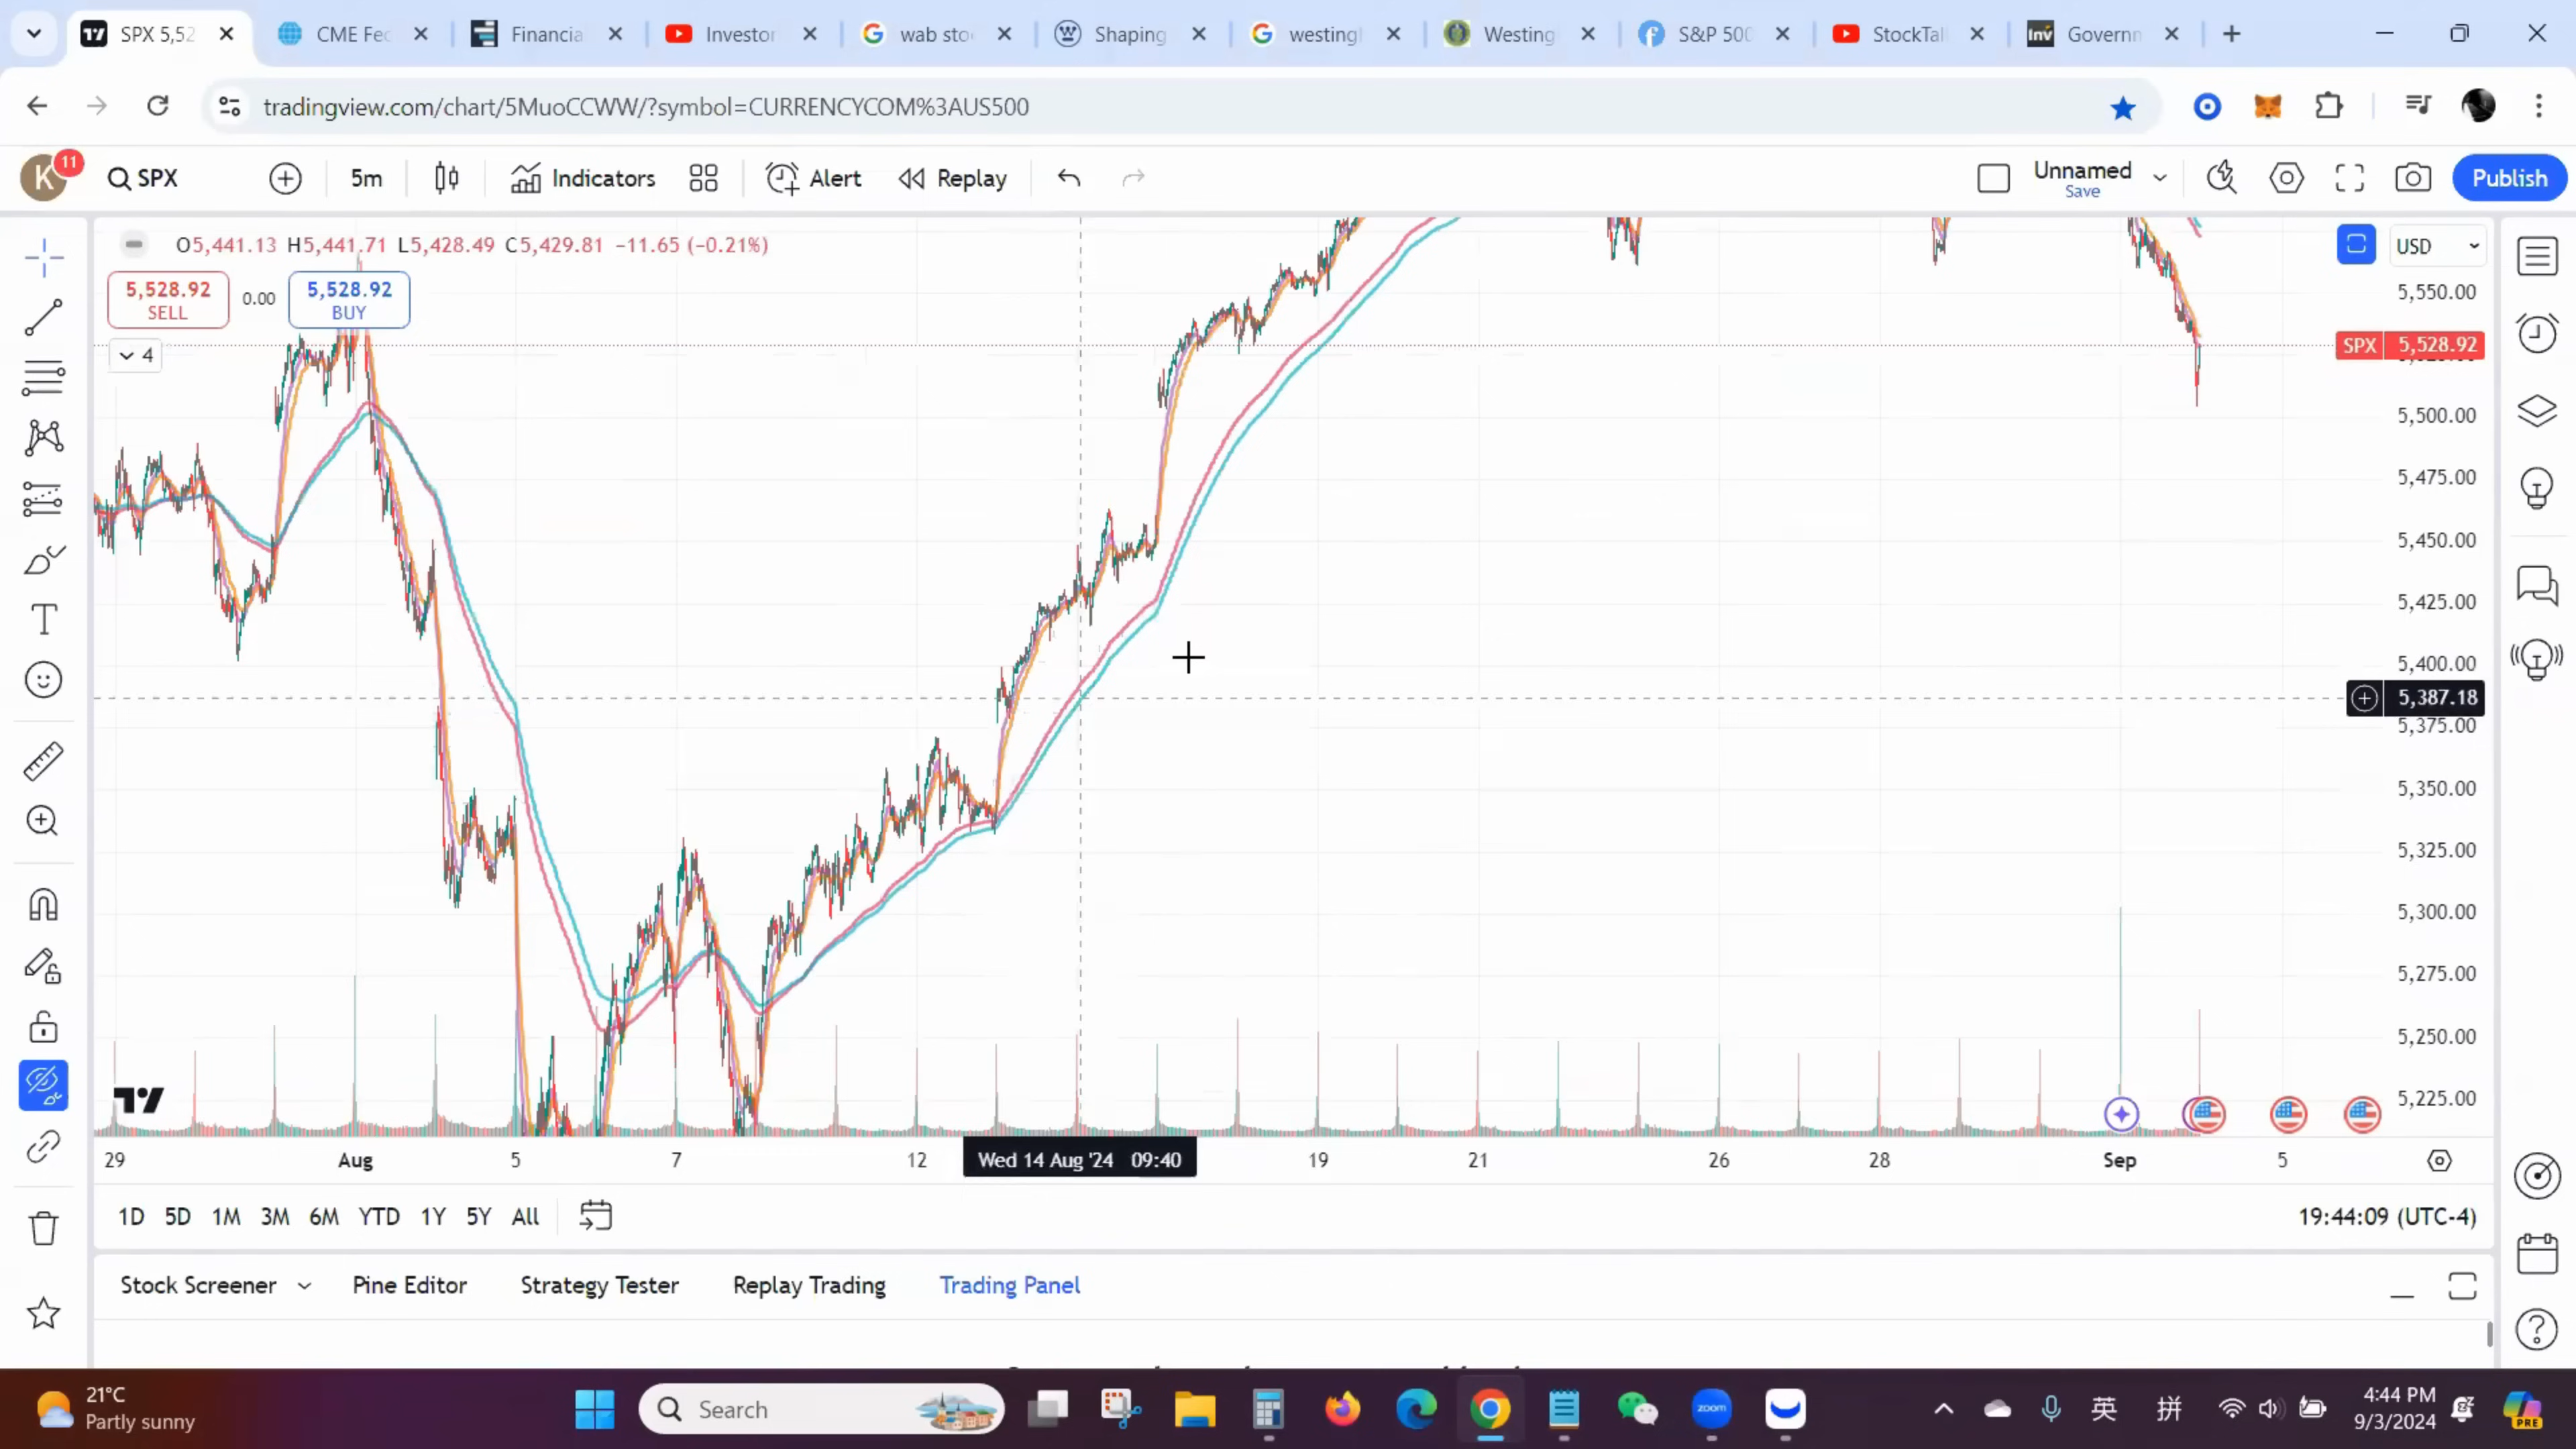 SPX 5,52
CME Fed
Financia
Investor
wab sto
Shaping
westingh
Westing
S&P 500
StockTal
Governm
tradingview.com/chart/5MuoCCWW/?symbol=CURRENCYCOM%3AUS500
K
11
SPX
5m
Indicators
Alert
Replay
Unnamed
Save
Publish
O5,441.13 H5,441.71 L5,428.49 C5,429.81 −11.65 (−0.21%)
USD
5,528.92
SELL
0.00
5,528.92
BUY
4
5,550.00
SPX 5,528.92
5,500.00
5,475.00
5,450.00
5,425.00
5,400.00
5,387.18
5,375.00
5,350.00
5,325.00
5,300.00
5,275.00
5,250.00
5,225.00
29
Aug
5
7
12
Wed 14 Aug '24 09:40
19
21
26
28
Sep
5
1D 5D 1M 3M 6M YTD 1Y 5Y All
19:44:09 (UTC-4)
Stock Screener
Pine Editor
Strategy Tester
Replay Trading
Trading Panel
21°C
Partly sunny
Search
zoom
英
拼
4:44 PM
9/3/2024
PRE